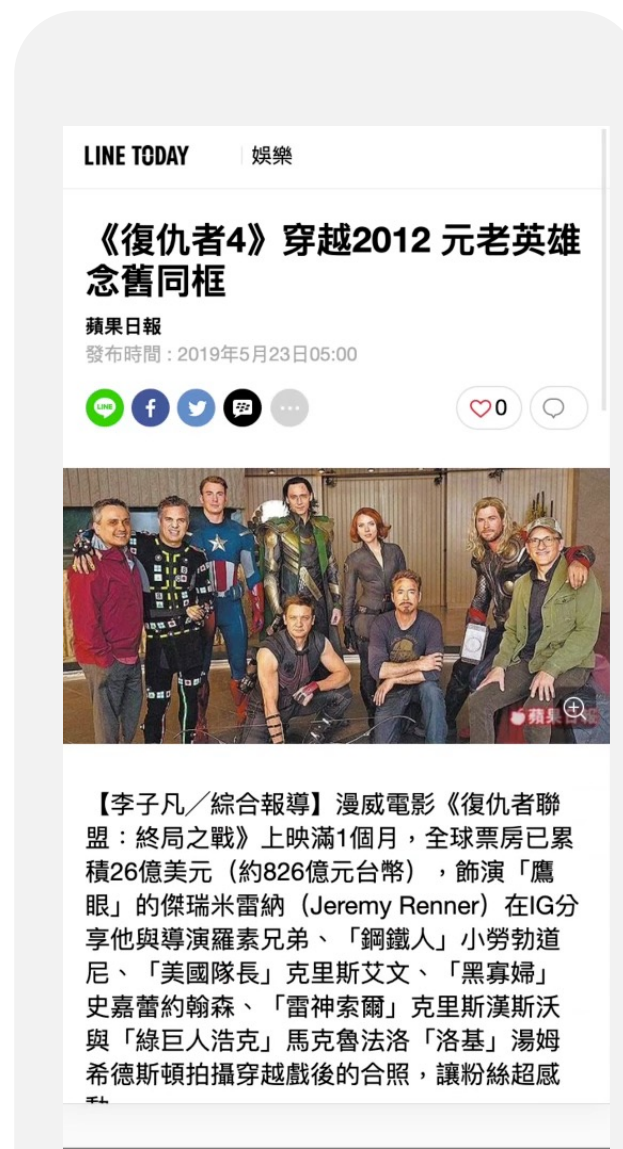 LINE TODAY
娛樂
《復仇者4》穿越2012 元老英雄
念舊同框
蘋果日報
發布時間 : 2019年5月23日05:00
LINE
f
0
蘋果日報
【李子凡╱綜合報導】漫威電影《復仇者聯
盟：終局之戰》上映滿1個月，全球票房已累
積26億美元（約826億元台幣），飾演「鷹
眼」的傑瑞米雷納（Jeremy Renner）在IG分
享他與導演羅素兄弟、「鋼鐵人」小勞勃道
尼、「美國隊長」克里斯艾文、「黑寡婦」
史嘉蕾約翰森、「雷神索爾」克里斯漢斯沃
與「綠巨人浩克」馬克魯法洛「洛基」湯姆
希德斯頓拍攝穿越戲後的合照，讓粉絲超感